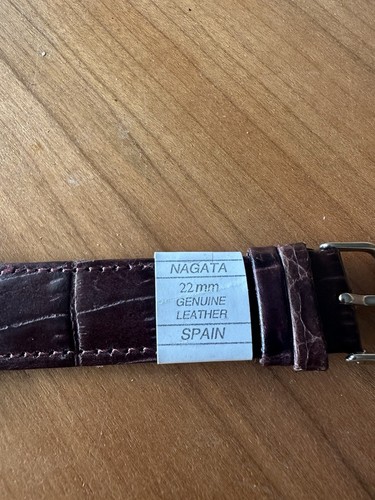 NAGATA
22mm
GENUINE
LEATHER
SPAIN